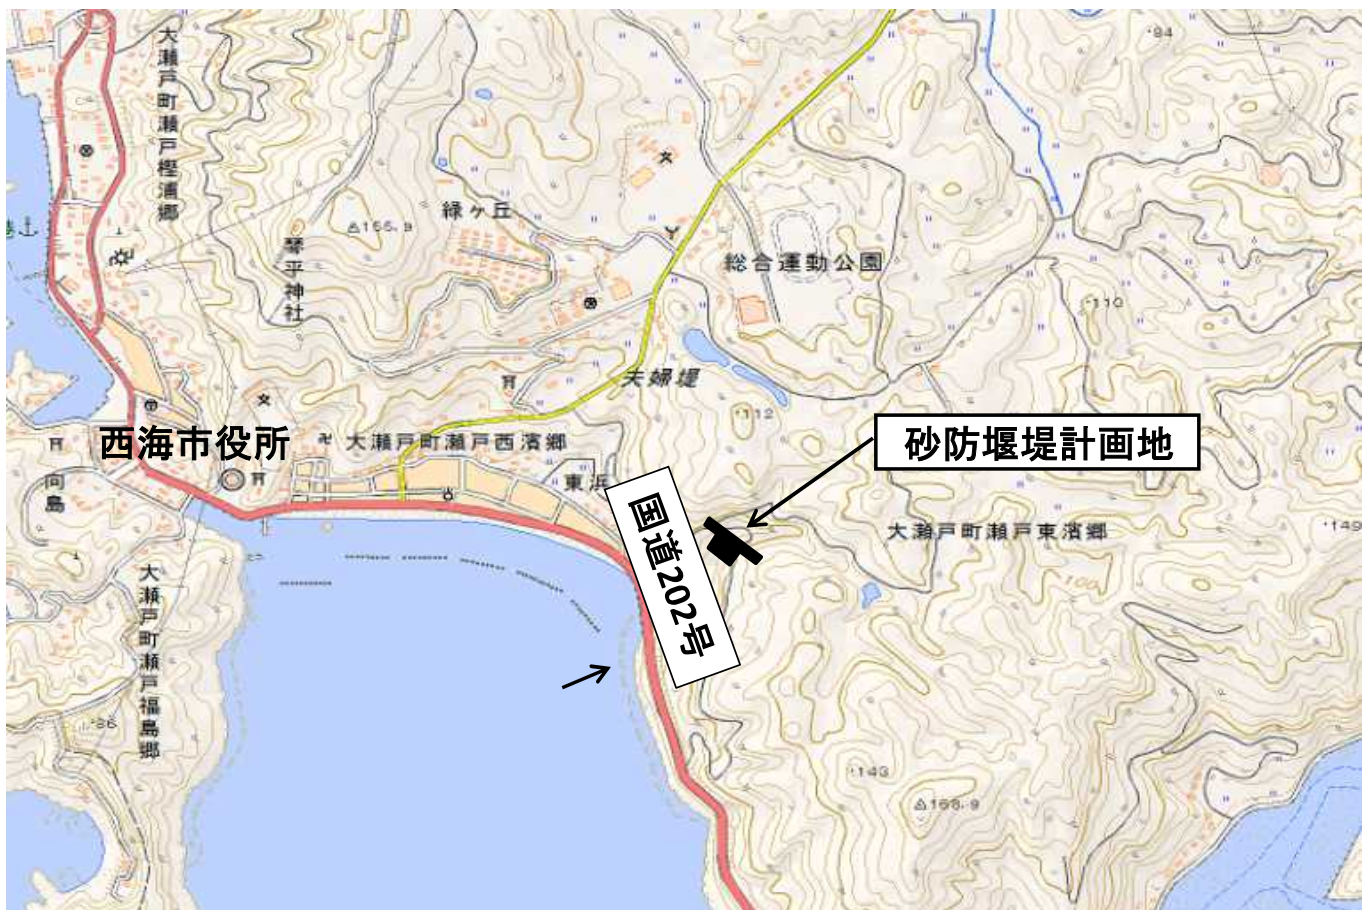 大瀬戸町瀬戸樫浦郷
・94
緑ヶ丘
△155.9
琴平神社
総合運動公園
・110
夫婦堤
・112
西海市役所
大瀬戸町瀬戸西濱郷
砂防堰堤計画地
向島
東浜
国道202号
大瀬戸町瀬戸東濱郷
・149
100
大瀬戸町瀬戸福島郷
・86
・143
△168.9